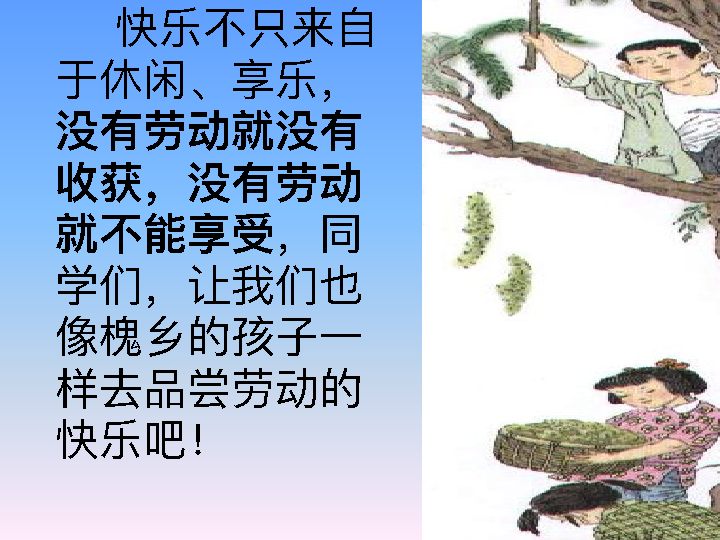 快乐不只来自
于休闲、享乐，
没有劳动就没有
收获，没有劳动
就不能享受，同
学们，让我们也
像槐乡的孩子一
样去品尝劳动的
快乐吧！